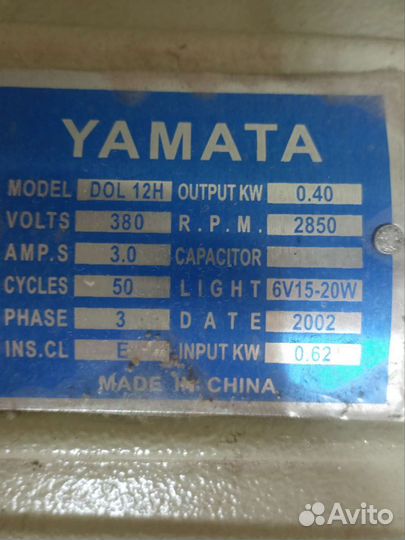 YAMATA
MODEL DOL 12H OUTPUT KW 0.40
VOLTS 380 R.P.M. 2850
AMP.S 3.0 CAPACITOR
CYCLES 50 LIGHT 6V15-20W
PHASE 3 DATE 2002
INS.CL E INPUT KW 0.62
MADE IN CHINA
Avito